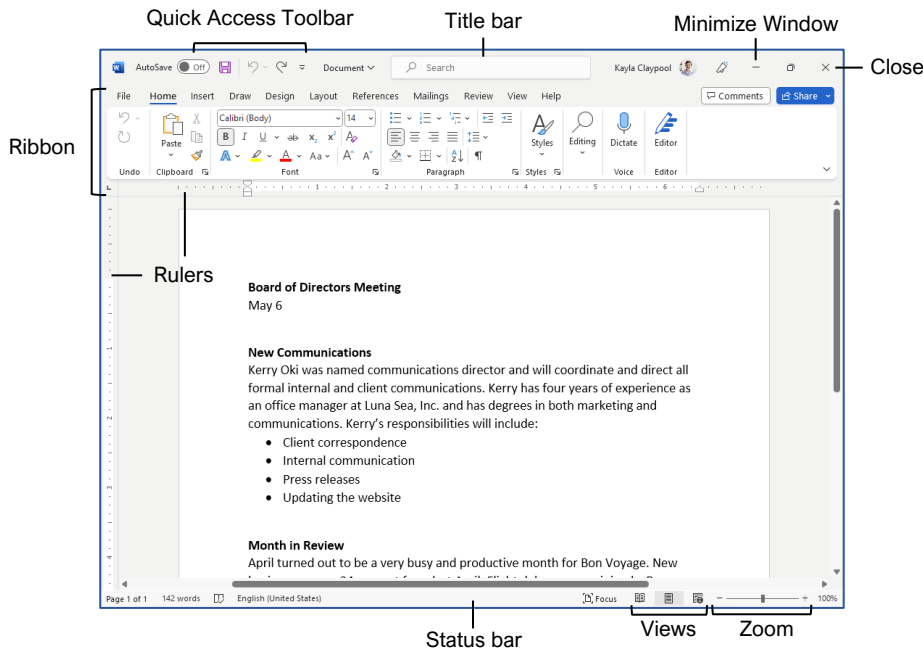 Quick Access Toolbar
Title bar
Minimize Window
AutoSave Off Document Search Kayla Claypool
Close
File Home Insert Draw Design Layout References Mailings Review View Help Comments Share
Ribbon
Calibri (Body) 14
Paste
Styles Editing Dictate Editor
Undo Clipboard Font Paragraph Styles Voice Editor
1 2 3 4 5 6
Rulers
Board of Directors Meeting
May 6
New Communications
Kerry Oki was named communications director and will coordinate and direct all
formal internal and client communications. Kerry has four years of experience as
an office manager at Luna Sea, Inc. and has degrees in both marketing and
communications. Kerry’s responsibilities will include:
• Client correspondence
• Internal communication
• Press releases
• Updating the website
Month in Review
April turned out to be a very busy and productive month for Bon Voyage. New
Page 1 of 1 142 words English (United States) Focus 100%
Status bar
Views
Zoom